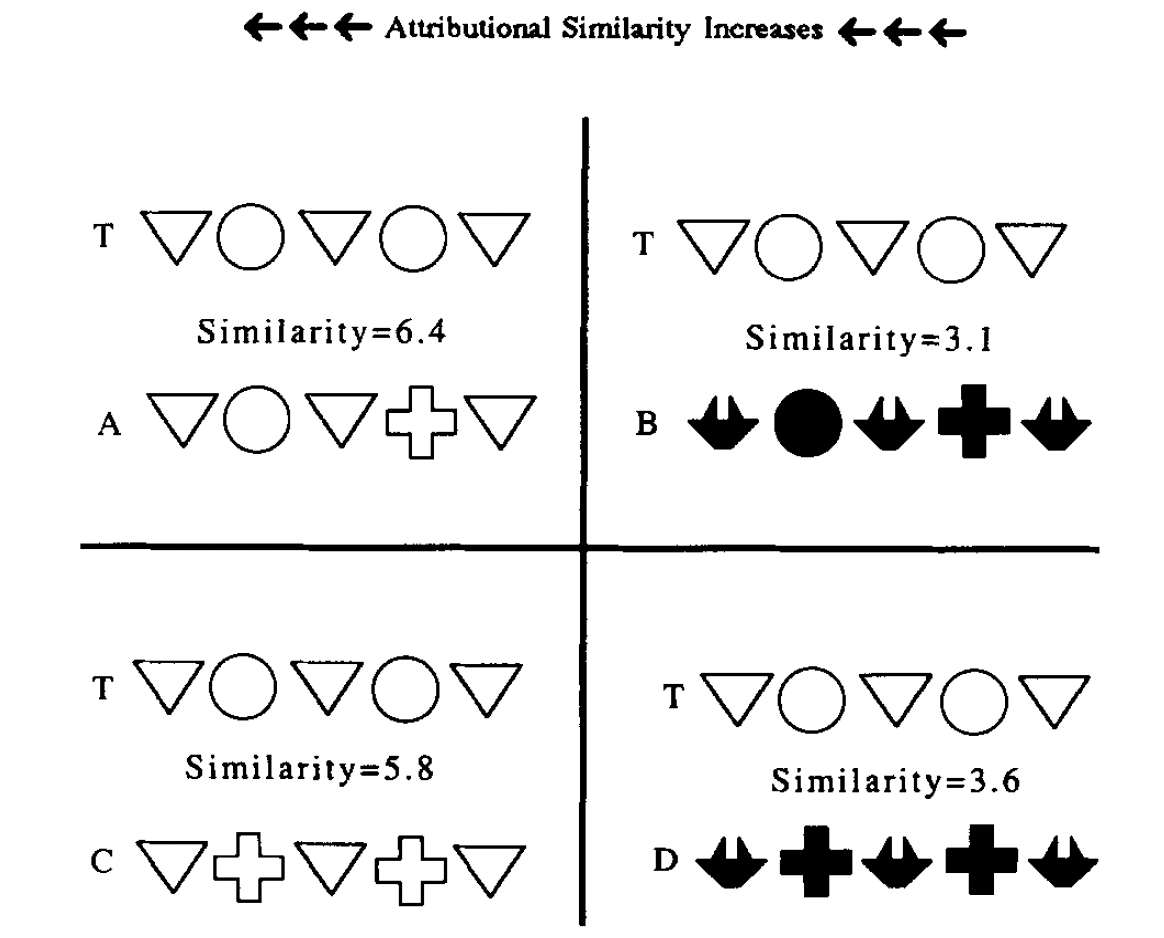 Attributional Similarity Increases
T
Similarity=6.4
A
T
Similarity=3.1
B
T
Similarity=5.8
C
T
Similarity=3.6
D